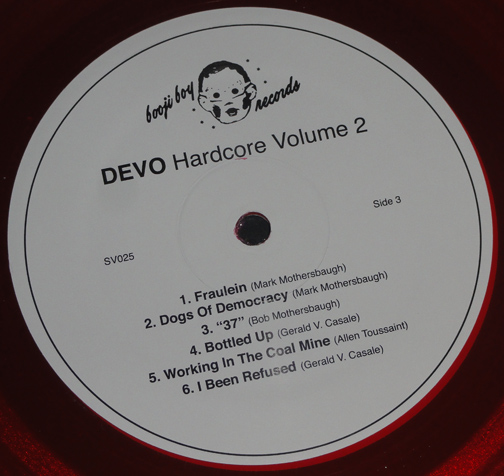 booji boy records
DEVO Hardcore Volume 2
Side 3
SV025
1. Fraulein (Mark Mothersbaugh)
2. Dogs Of Democracy (Mark Mothersbaugh)
3. “37” (Bob Mothersbaugh)
4. Bottled Up (Gerald V. Casale)
5. Working In The Coal Mine (Allen Toussaint)
6. I Been Refused (Gerald V. Casale)